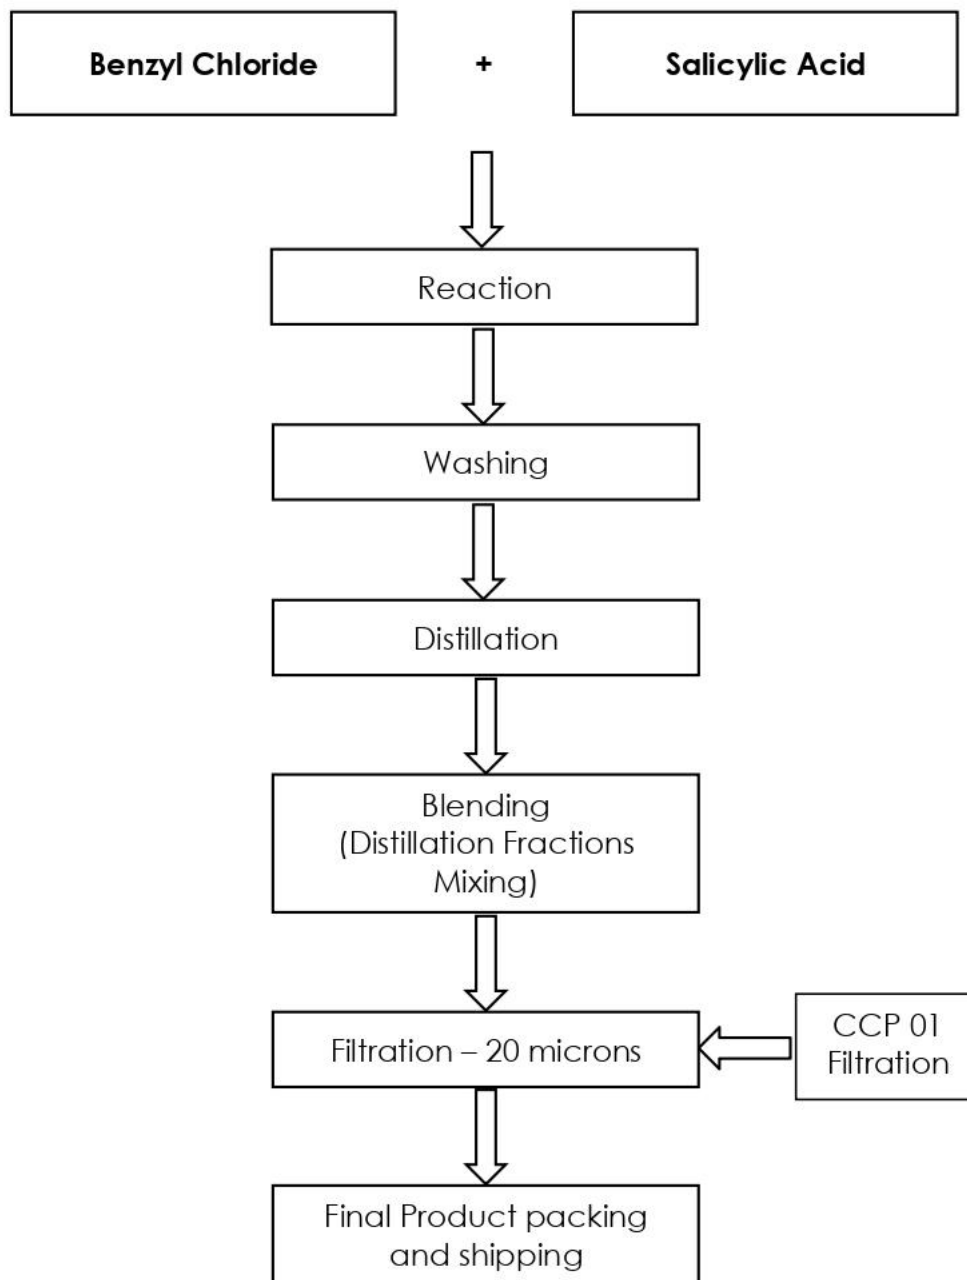 Benzyl Chloride + Salicylic Acid
Reaction
Washing
Distillation
Blending
(Distillation Fractions
Mixing)
Filtration – 20 microns
CCP 01
Filtration
Final Product packing
and shipping